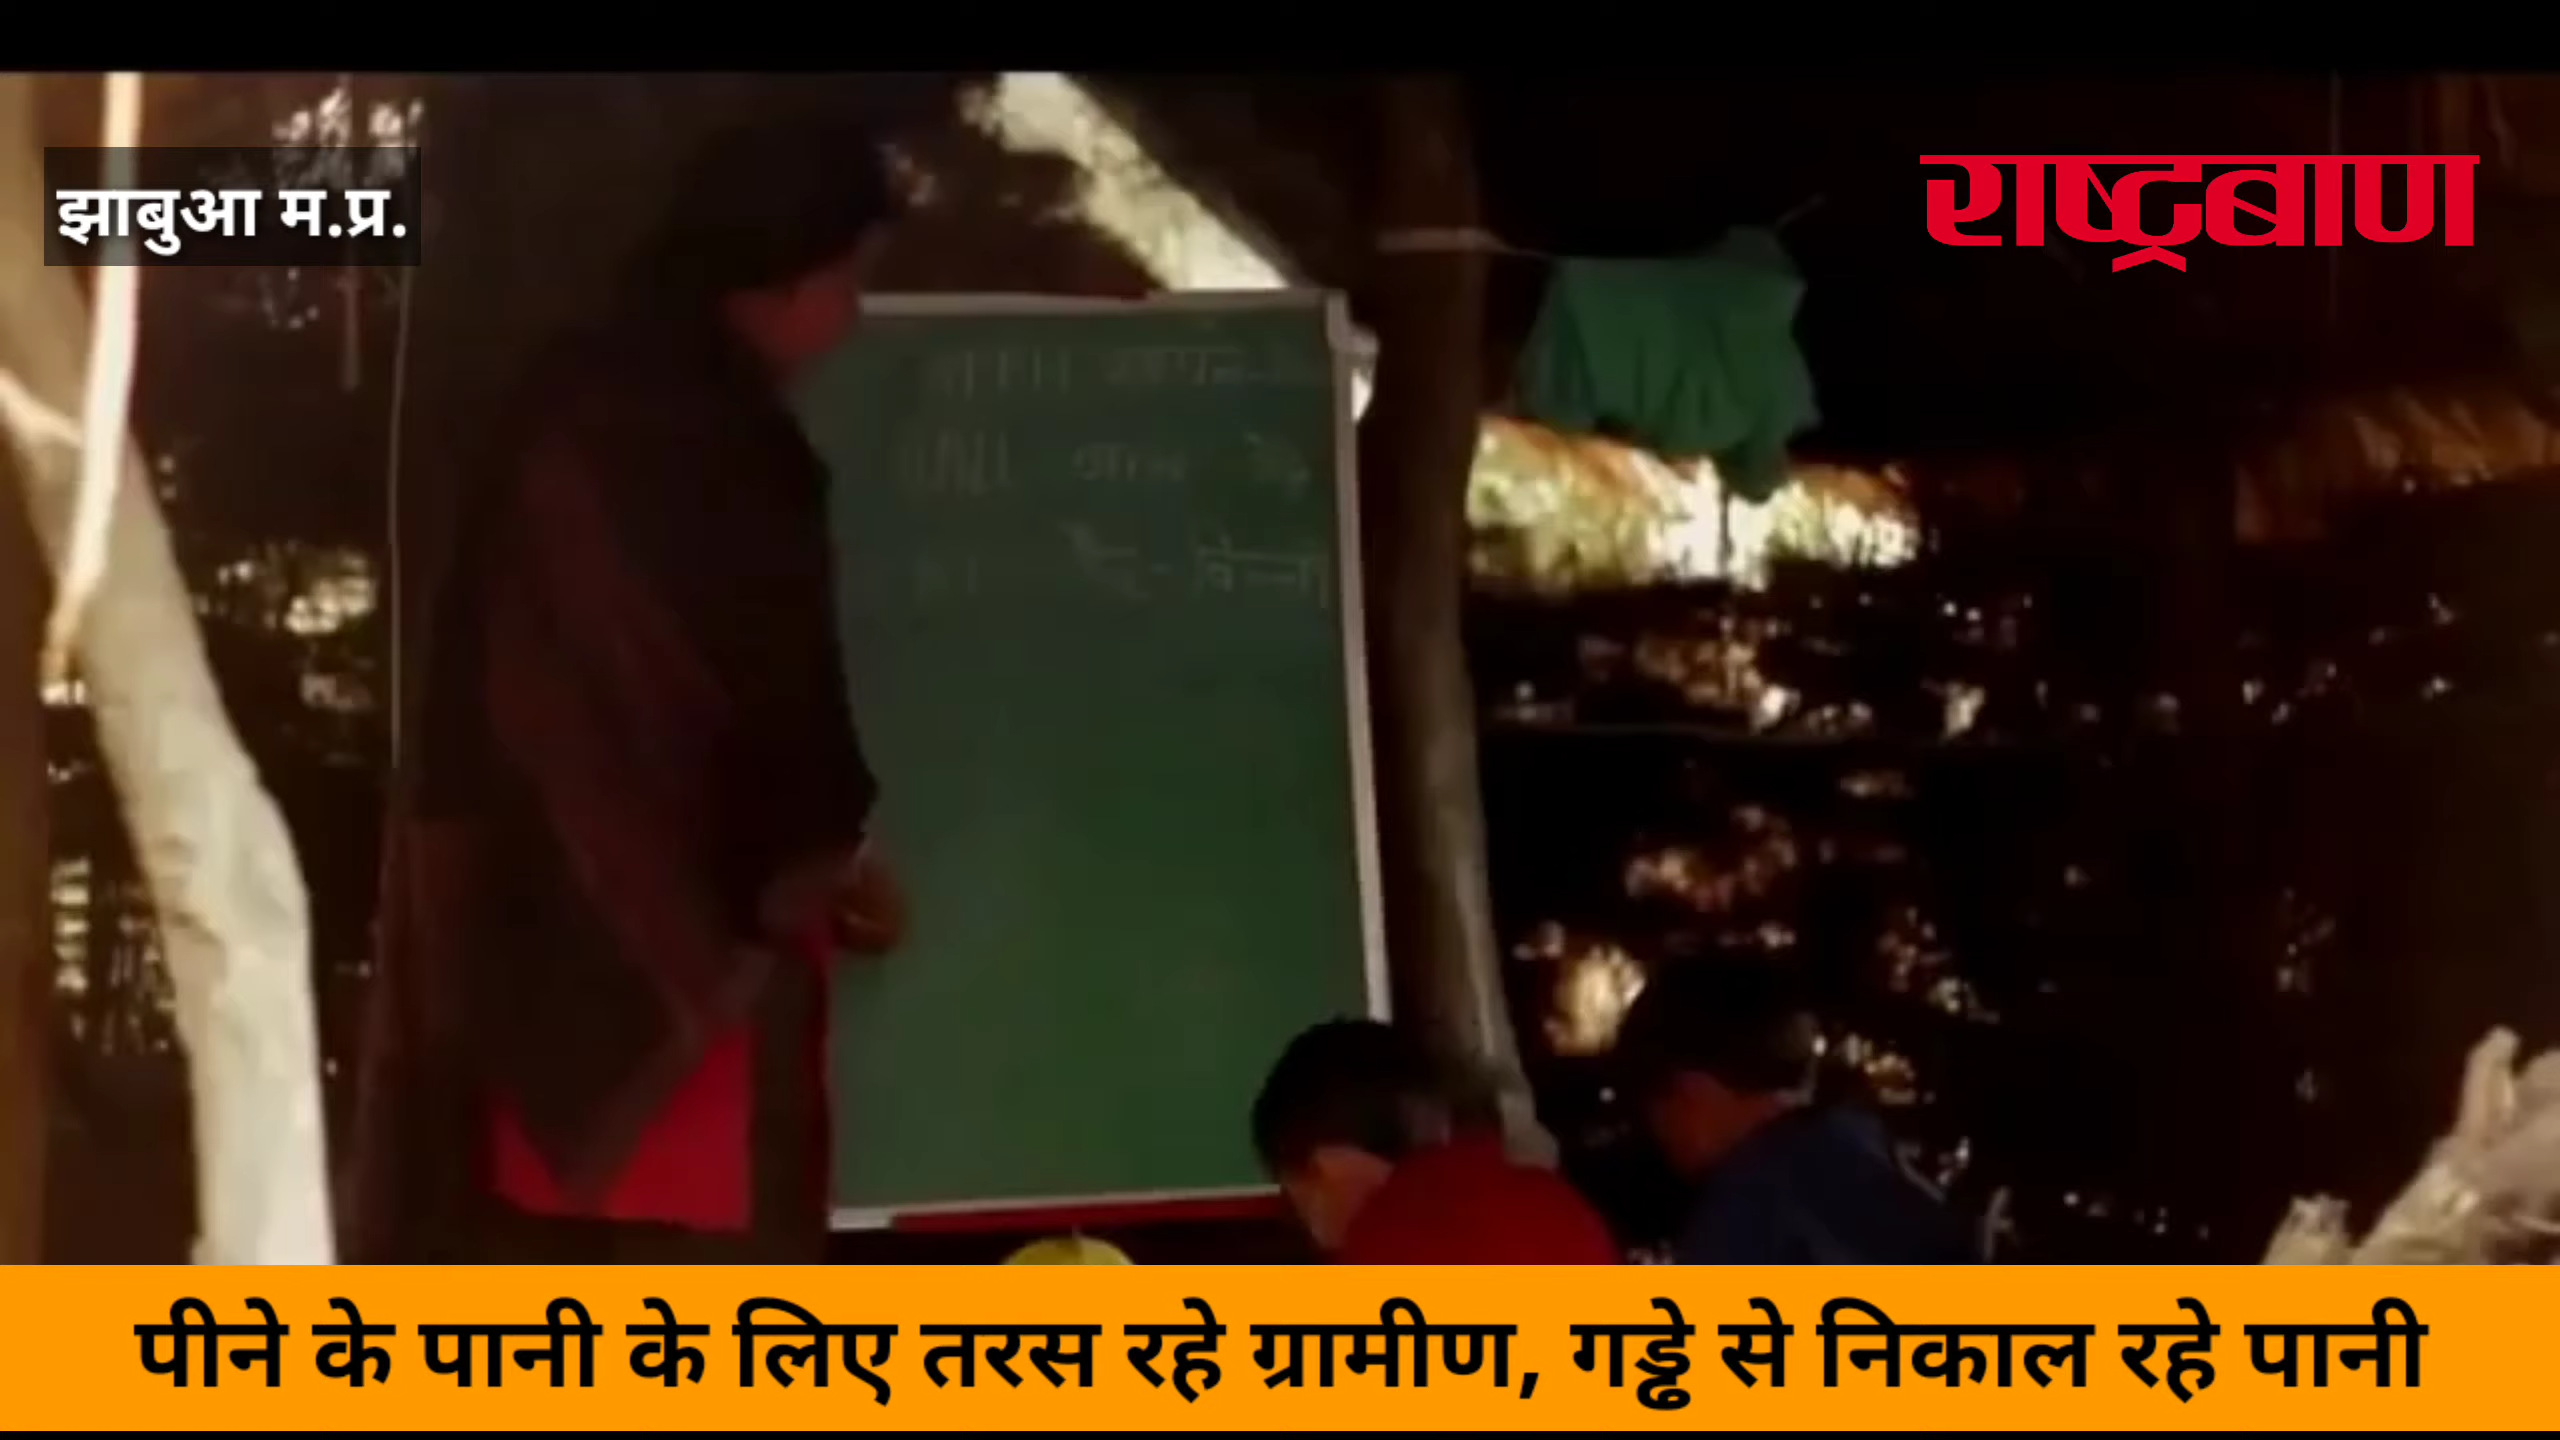 झाबुआ म.प्र.
राष्ट्रबाण
पीने के पानी के लिए तरस रहे ग्रामीण, गड्ढे से निकाल रहे पानी